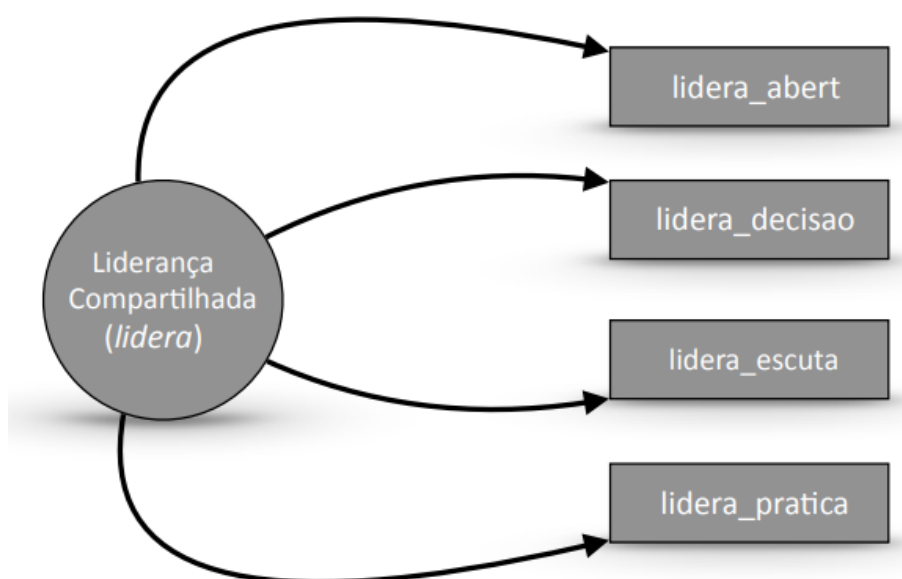 lidera_abert
lidera_decisao
Liderança
Compartilhada
(lidera)
lidera_escuta
lidera_pratica